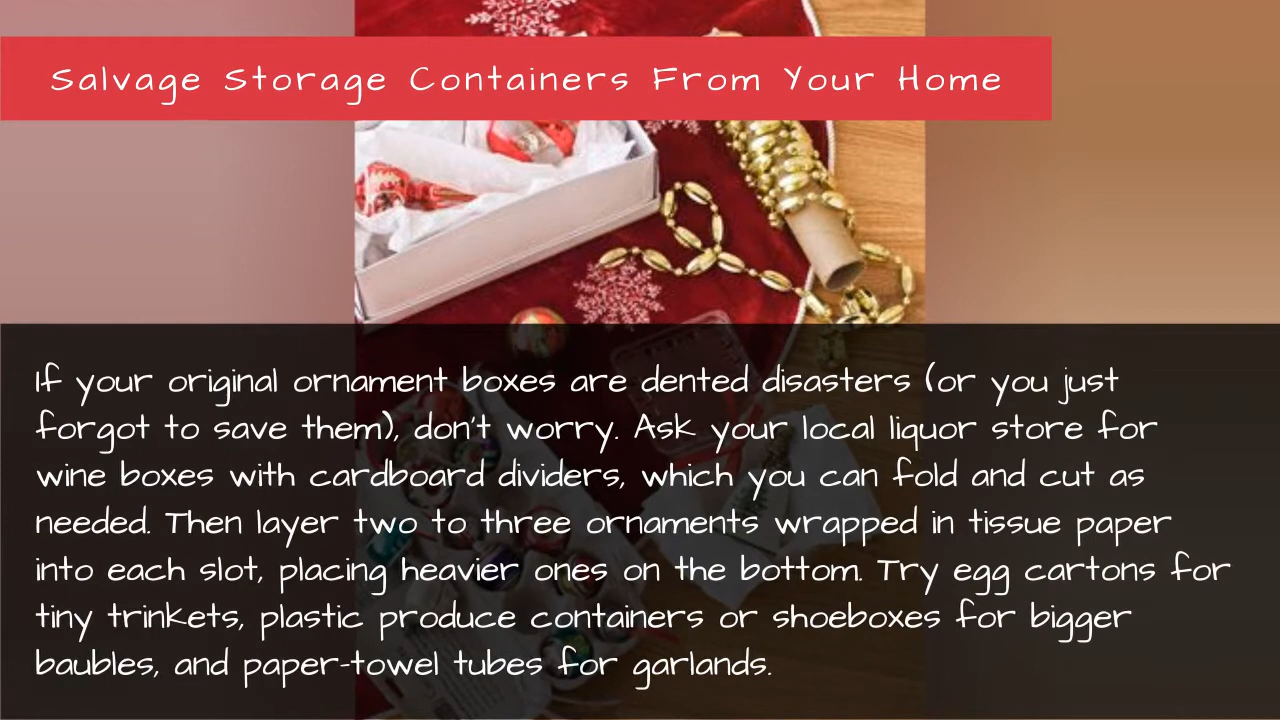 Salvage Storage Containers From Your Home
If your original ornament boxes are dented disasters (or you just
forgot to save them), don't worry. Ask your local liquor store for
wine boxes with cardboard dividers, which you can fold and cut as
needed. Then layer two to three ornaments wrapped in tissue paper
into each slot, placing heavier ones on the bottom. Try egg cartons for
tiny trinkets, plastic produce containers or shoeboxes for bigger
baubles, and paper-towel tubes for garlands.